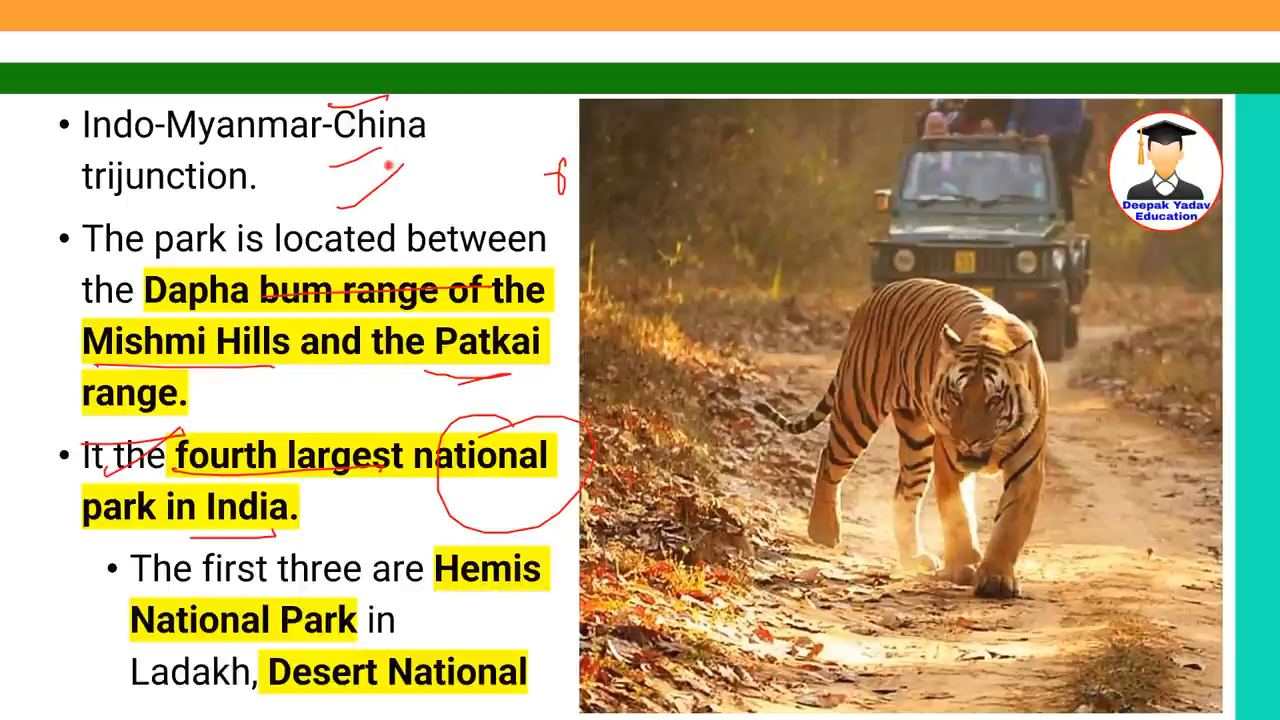 • Indo-Myanmar-China
trijunction.
• The park is located between
the Dapha bum range of the
Mishmi Hills and the Patkai
range.
• It the fourth largest national
park in India.
• The first three are Hemis
National Park in
Ladakh, Desert National
Deepak Yadav
Education